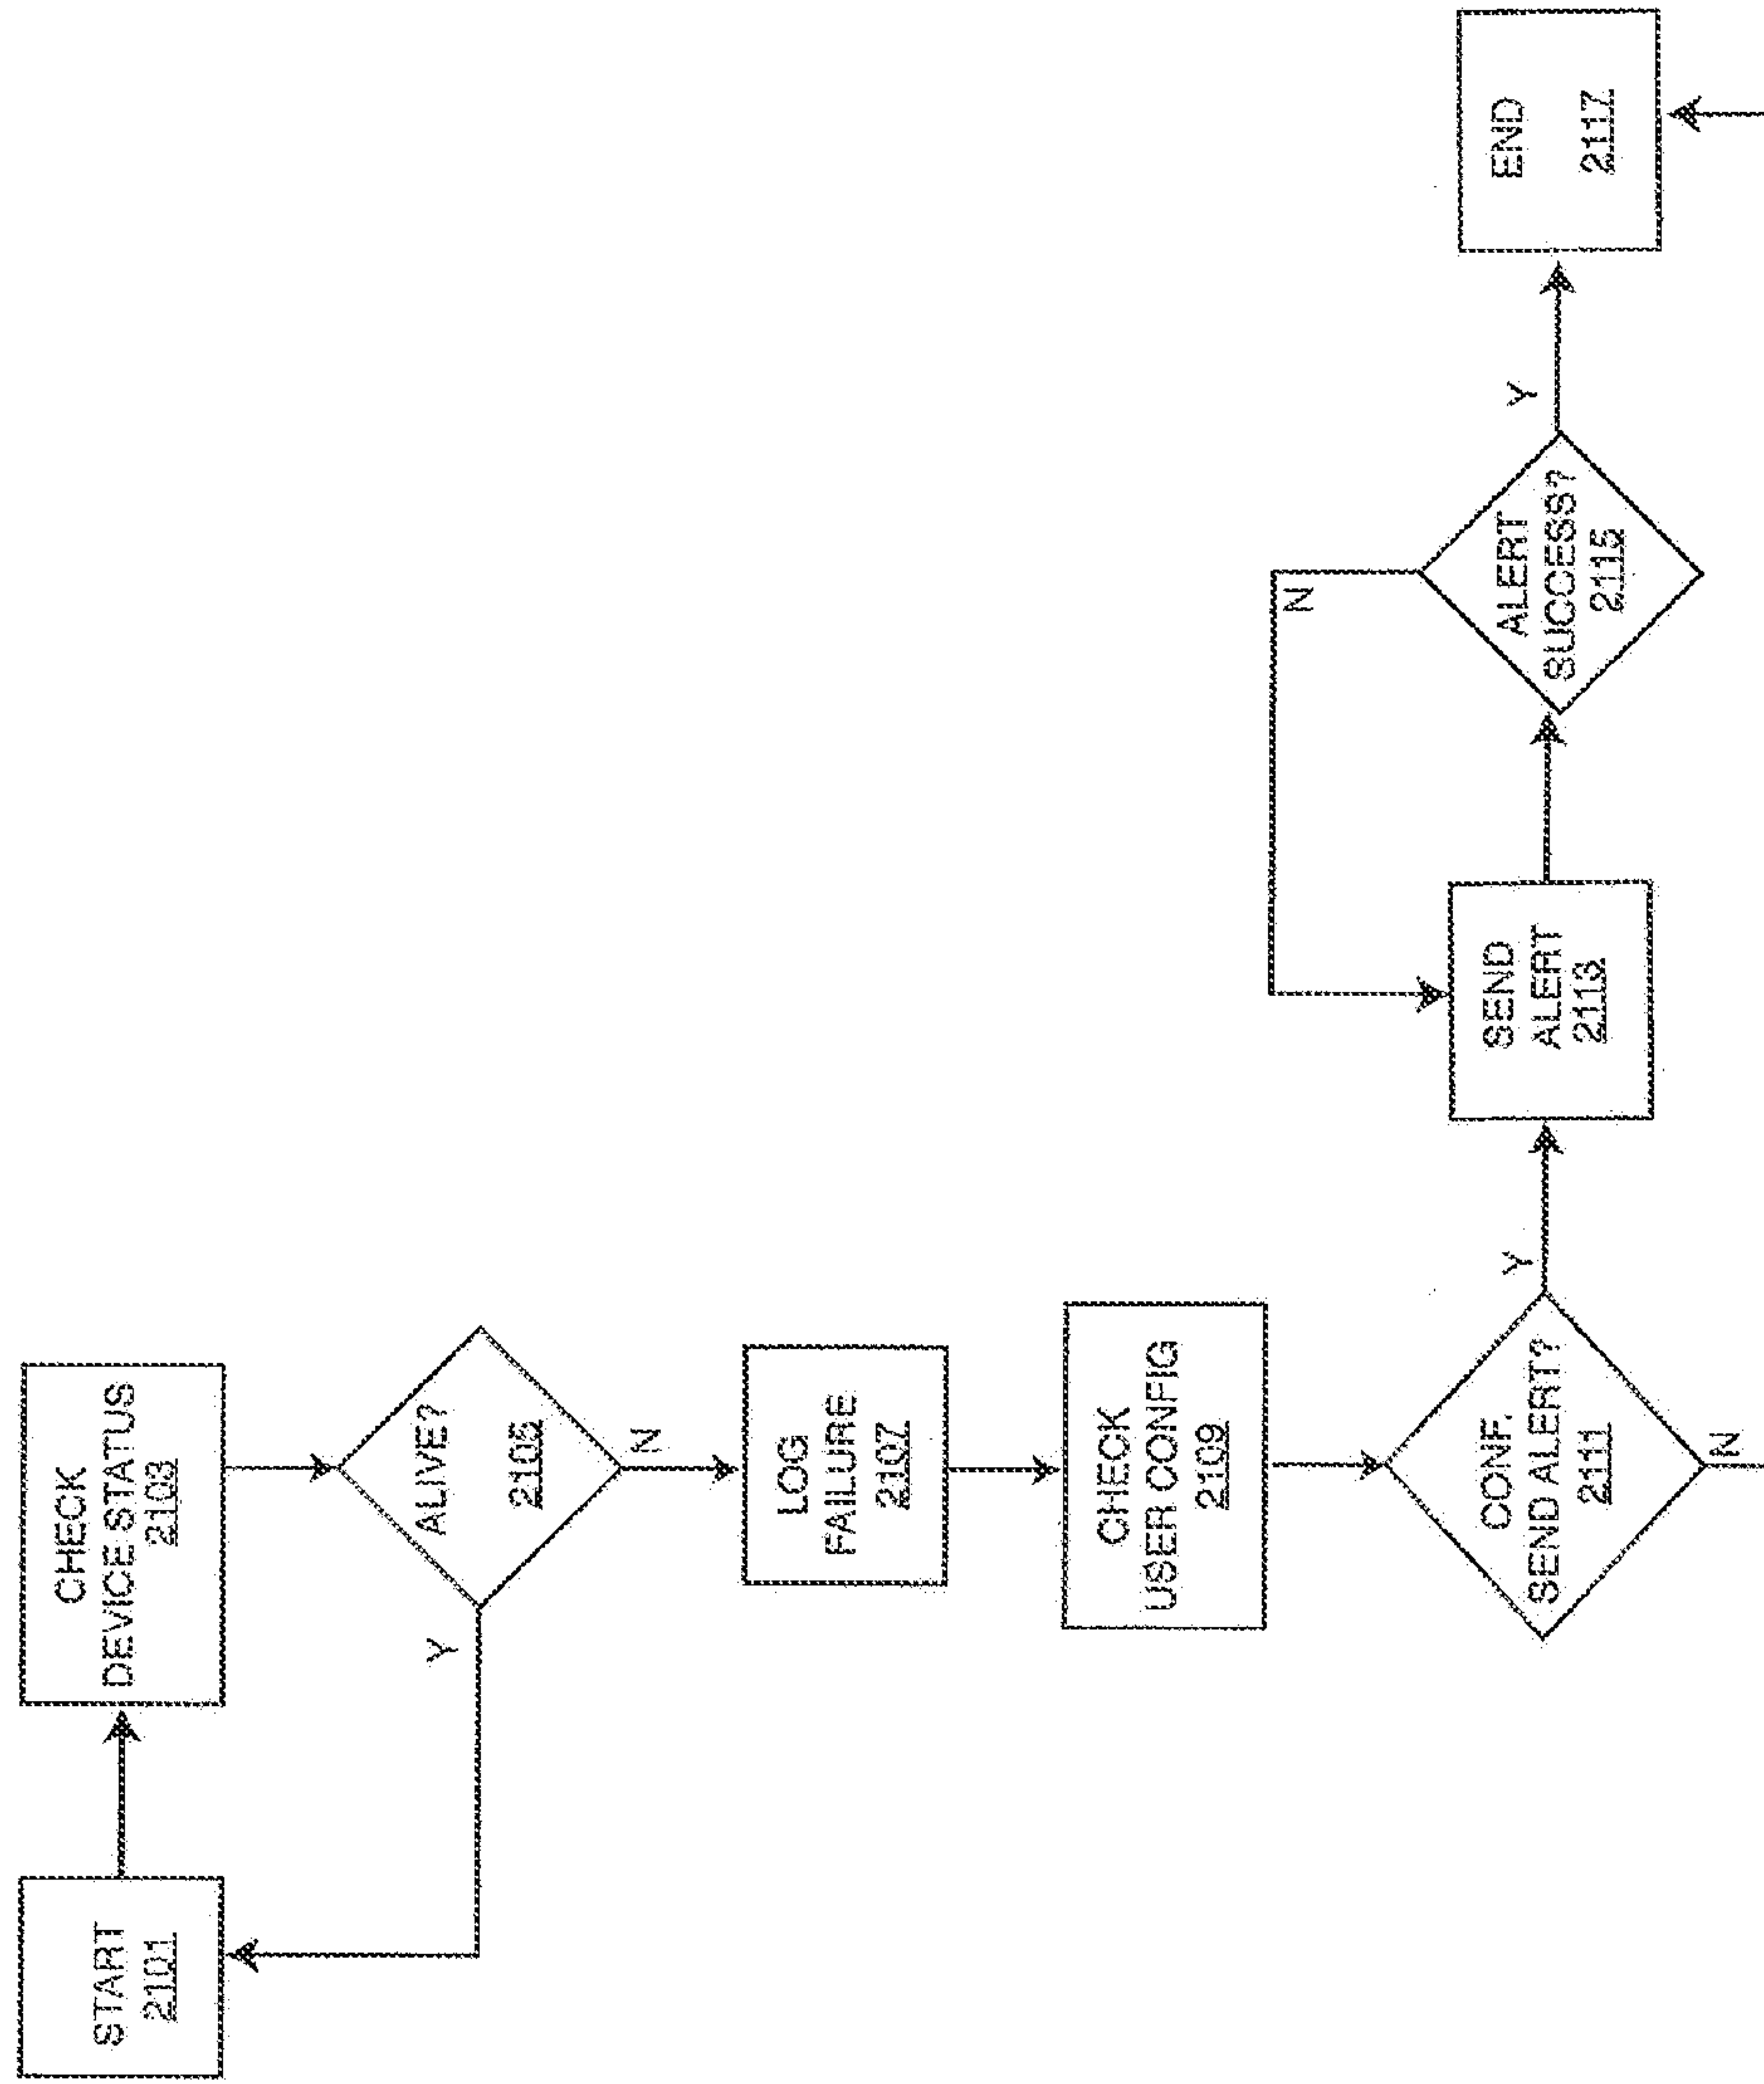 START
2101
CHECK
DEVICE STATUS
2103
ALIVE?
2105
Y
N
LOG
FAILURE
2107
CHECK
USER CONFIG
2109
CONF.
SEND ALERT?
2111
Y
N
SEND
ALERT
2113
ALERT
SUCCESS?
2115
N
Y
END
2117